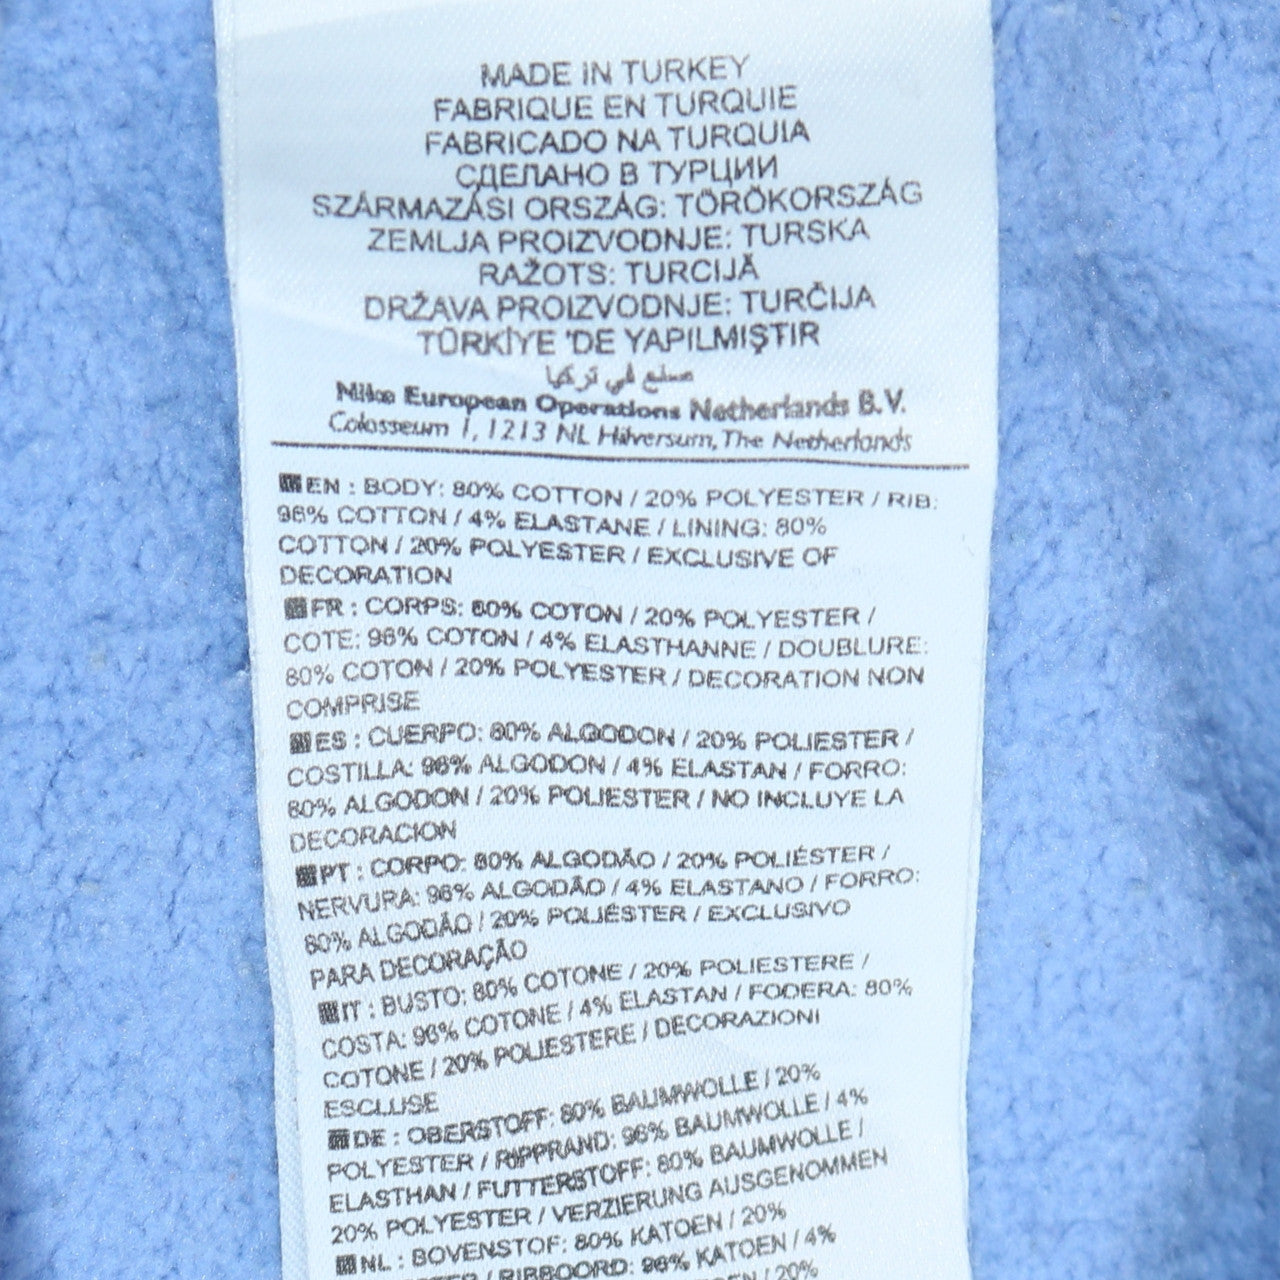 MADE IN TURKEY
FABRIQUE EN TURQUIE
FABRICADO NA TURQUIA
СДЕЛАНО В ТУРЦИИ
SZÁRMAZÁSI ORSZÁG: TÖRÖKORSZÁG
ZEMLJA PROIZVODNJE: TURSKA
RAŽOTS: TURCIJĀ
DRŽAVA PROIZVODNJE: TURČIJA
TÜRKİYE 'DE YAPILMIŞTIR
صنع في تركيا
Nike European Operations Netherlands B.V.
Colosseum 1, 1213 NL Hilversum, The Netherlands
EN : BODY: 80% COTTON / 20% POLYESTER / RIB:
96% COTTON / 4% ELASTANE / LINING: 80%
COTTON / 20% POLYESTER / EXCLUSIVE OF
DECORATION
FR : CORPS: 80% COTON / 20% POLYESTER /
COTE: 96% COTON / 4% ELASTHANNE / DOUBLURE:
80% COTON / 20% POLYESTER / DECORATION NON
COMPRISE
ES : CUERPO: 80% ALGODON / 20% POLIESTER /
COSTILLA: 96% ALGODON / 4% ELASTAN / FORRO:
80% ALGODON / 20% POLIESTER / NO INCLUYE LA
DECORACION
PT : CORPO: 80% ALGODÃO / 20% POLIÉSTER /
NERVURA: 96% ALGODÃO / 4% ELASTANO / FORRO:
80% ALGODÃO / 20% POLIÉSTER / EXCLUSIVO
PARA DECORAÇÃO
IT : BUSTO: 80% COTONE / 20% POLIESTERE /
COSTA: 96% COTONE / 4% ELASTAN / FODERA: 80%
COTONE / 20% POLIESTERE / DECORAZIONI
ESCLUSE
DE : OBERSTOFF: 80% BAUMWOLLE / 20%
POLYESTER / RIPPRAND: 96% BAUMWOLLE / 4%
ELASTHAN / FUTTERSTOFF: 80% BAUMWOLLE /
20% POLYESTER / VERZIERUNG AUSGENOMMEN
NL : BOVENSTOF: 80% KATOEN / 20%
/ RIBBOORD: 96% KATOEN / 4%
/ 20%